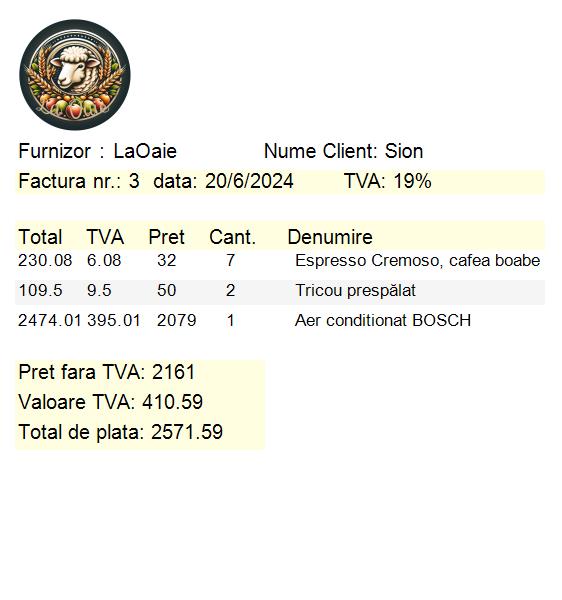 La Oaie
Furnizor : LaOaie Nume Client: Sion
Factura nr.: 3 data: 20/6/2024 TVA: 19%
Total TVA Pret Cant. Denumire
230.08 6.08 32 7 Espresso Cremoso, cafea boabe
109.5 9.5 50 2 Tricou prespălat
2474.01 395.01 2079 1 Aer conditionat BOSCH
Pret fara TVA: 2161
Valoare TVA: 410.59
Total de plata: 2571.59